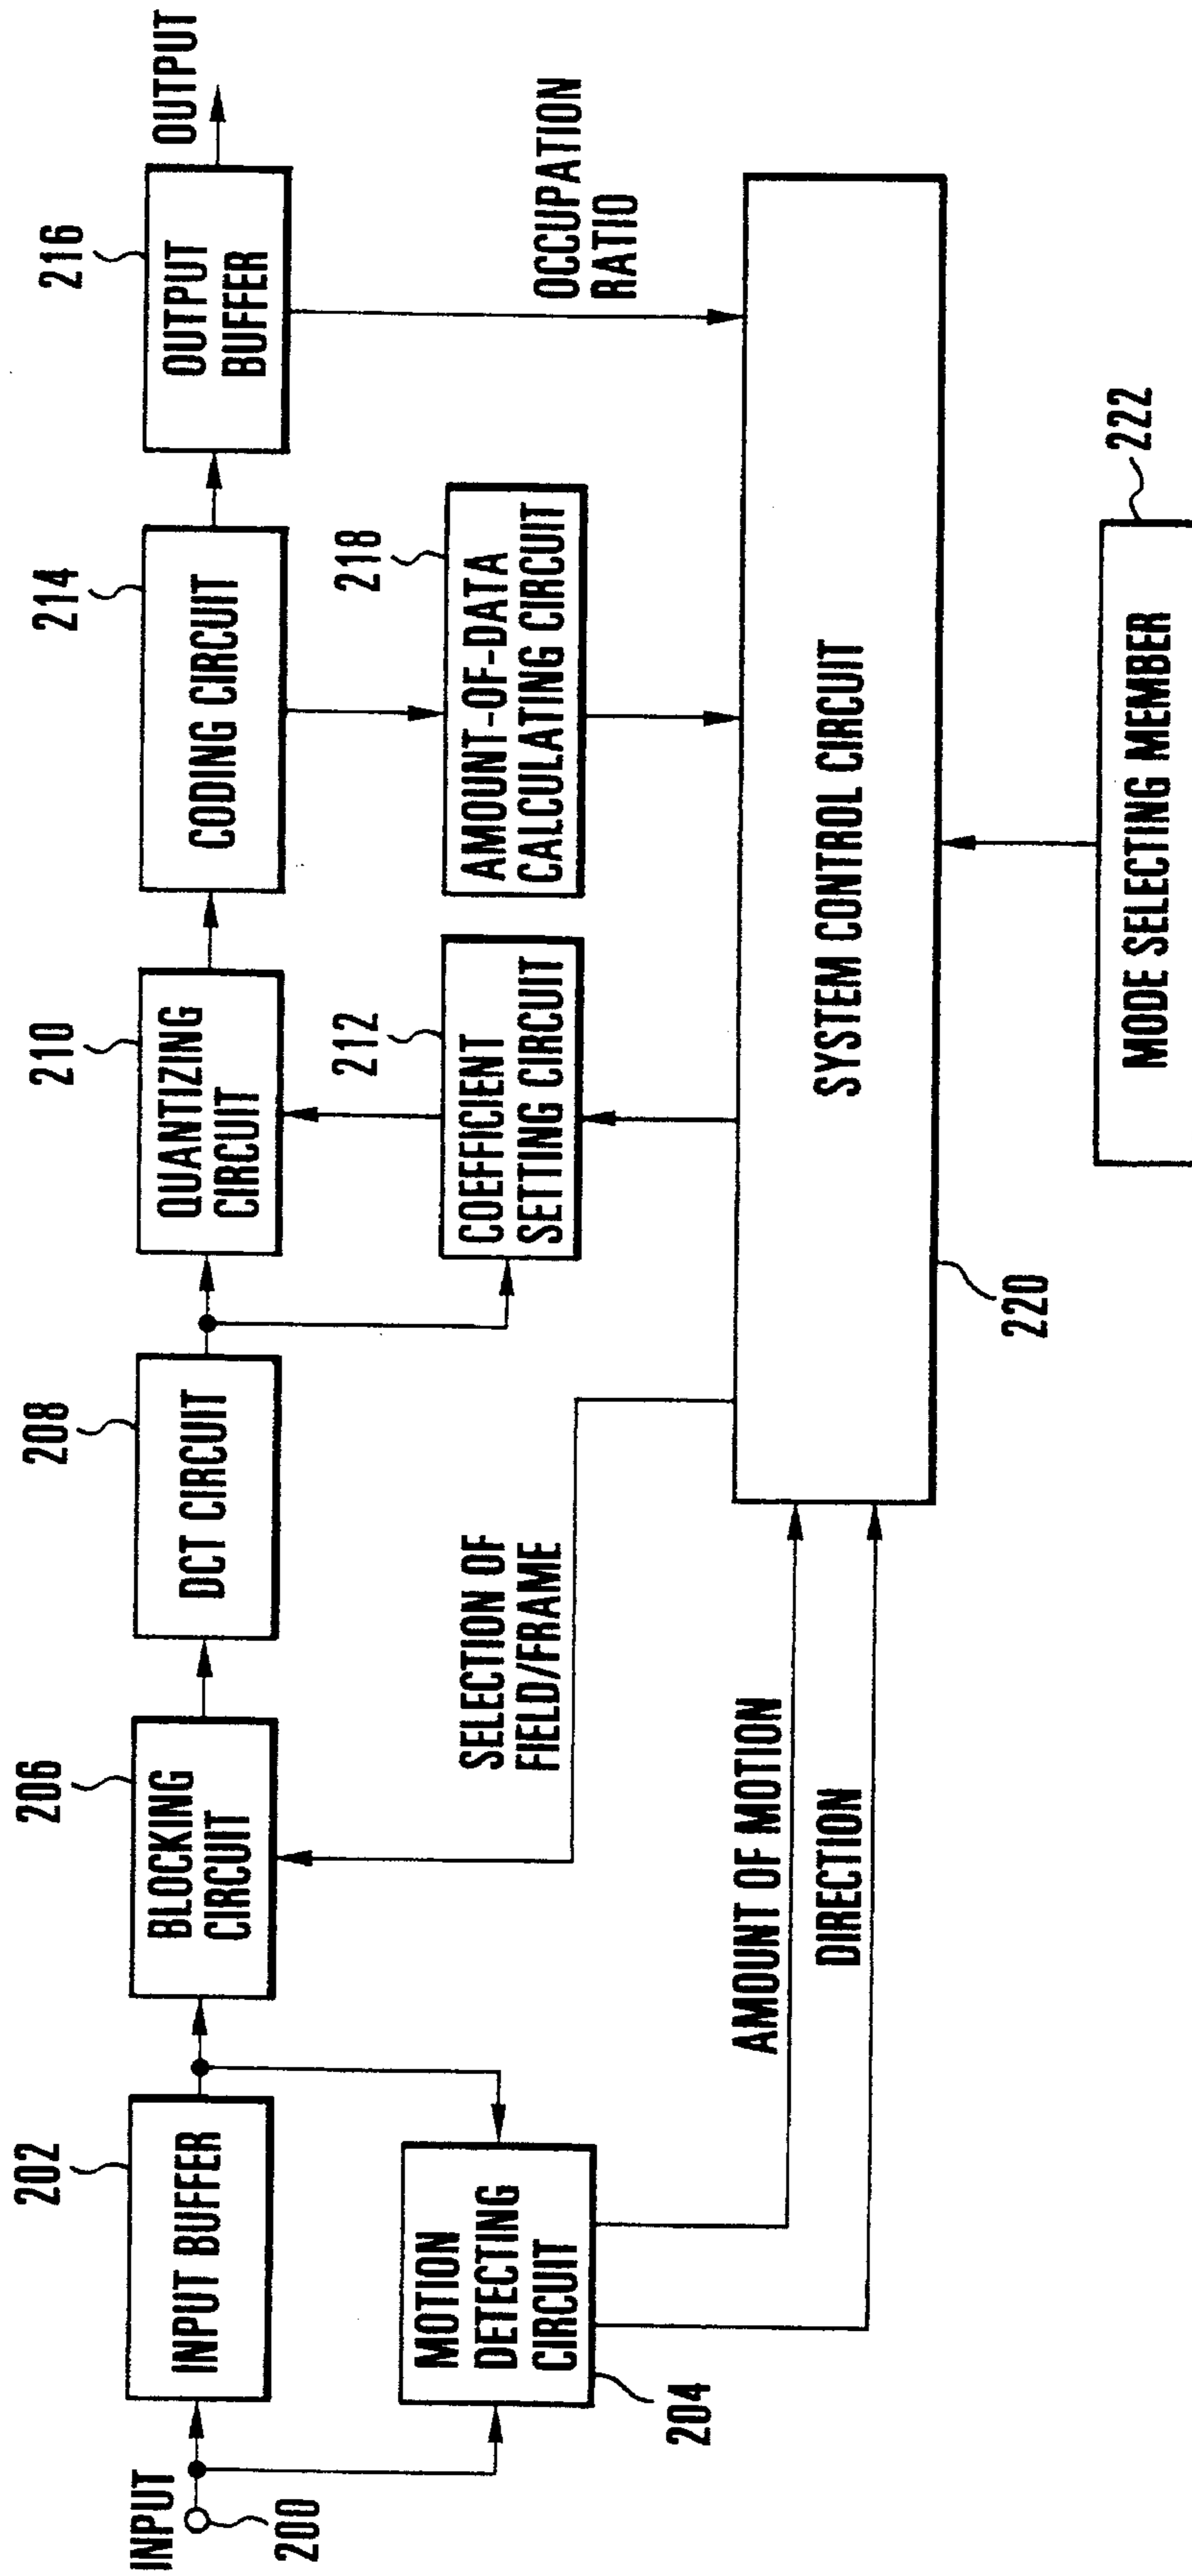 INPUT
200
202
INPUT BUFFER
MOTION
DETECTING
CIRCUIT
204
206
BLOCKING
CIRCUIT
208
DCT CIRCUIT
SELECTION OF
FIELD/FRAME
AMOUNT OF MOTION
DIRECTION
210
QUANTIZING
CIRCUIT
212
COEFFICIENT
SETTING CIRCUIT
214
CODING CIRCUIT
218
AMOUNT-OF-DATA
CALCULATING CIRCUIT
216
OUTPUT
BUFFER
OUTPUT
OCCUPATION
RATIO
SYSTEM CONTROL CIRCUIT
220
MODE SELECTING MEMBER
222